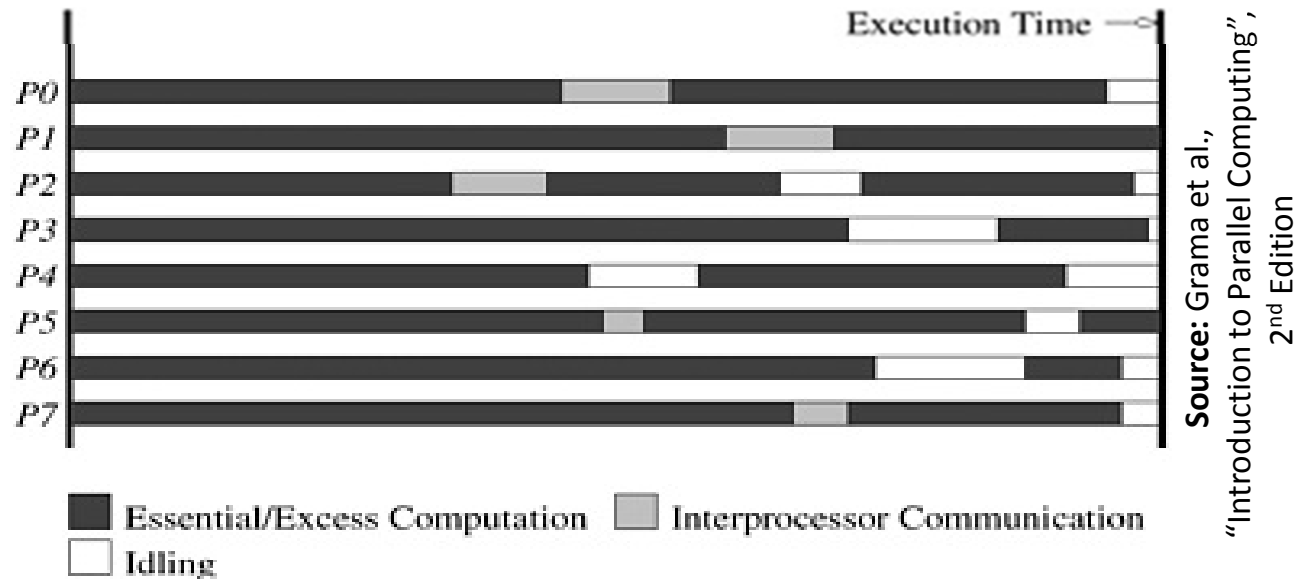 Execution Time
P0
P1
P2
P3
P4
P5
P6
P7
Essential/Excess Computation
Interprocessor Communication
Idling
Source: Grama et al.,
“Introduction to Parallel Computing”,
2nd Edition